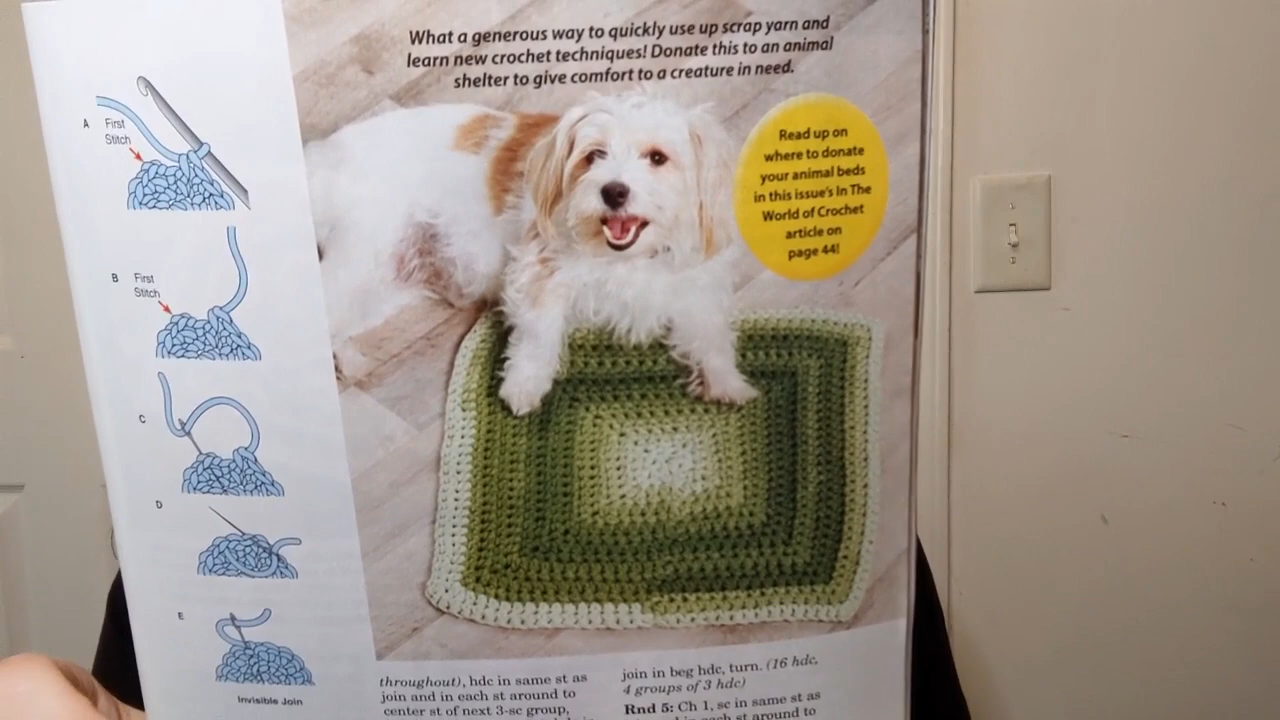 What a generous way to quickly use up scrap yarn and
learn new crochet techniques! Donate this to an animal
shelter to give comfort to a creature in need.
Read up on
where to donate
your animal beds
in this issue's In The
World of Crochet
article on
page 44!
A
First
Stitch
B
First
Stitch
C
D
E
Invisible Join
throughout), hdc in same st as
join and in each st around to
center st of next 3-sc group,
join in beg hdc, turn. (16 hdc,
4 groups of 3 hdc)
Rnd 5: Ch 1, sc in same st as
st around to